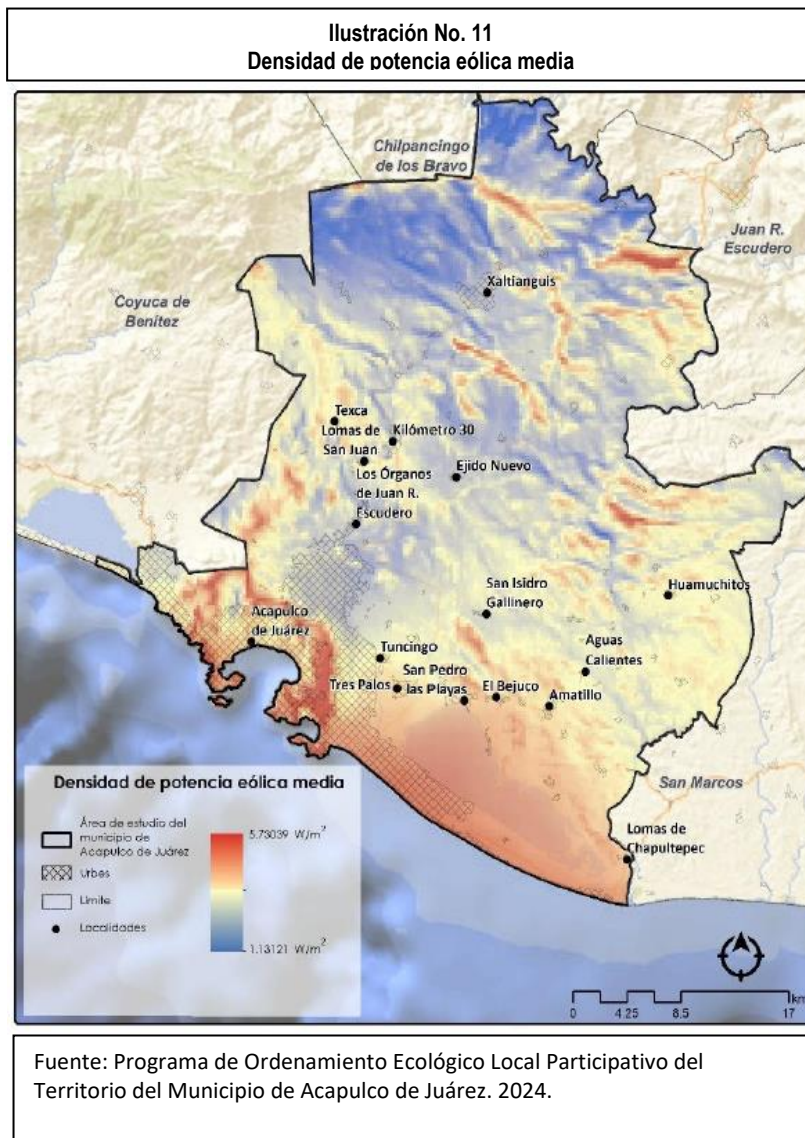 Ilustración No. 11
Densidad de potencia eólica media
Chilpancingo
de los Bravo
Juan R.
Escudero
Xaltianguis
Coyuca de
Benítez
Texca
Lomas de
San Juan
Kilómetro 30
Los Órganos
de Juan R.
Escudero
Ejido Nuevo
San Isidro
Gallinero
Huamuchitos
Acapulco
de Juárez
Tuncingo
Aguas
Calientes
Tres Palos
San Pedro
las Playas
El Bejuco
Amatillo
San Marcos
Lomas de
Chapultepec
Densidad de potencia eólica media
Área de estudio del
municipio de
Acapulco de Juárez
Urbes
Límite
Localidades
5.73039 W/m²
1.13121 W/m²
km
0 4.25 8.5 17
Fuente: Programa de Ordenamiento Ecológico Local Participativo del
Territorio del Municipio de Acapulco de Juárez. 2024.